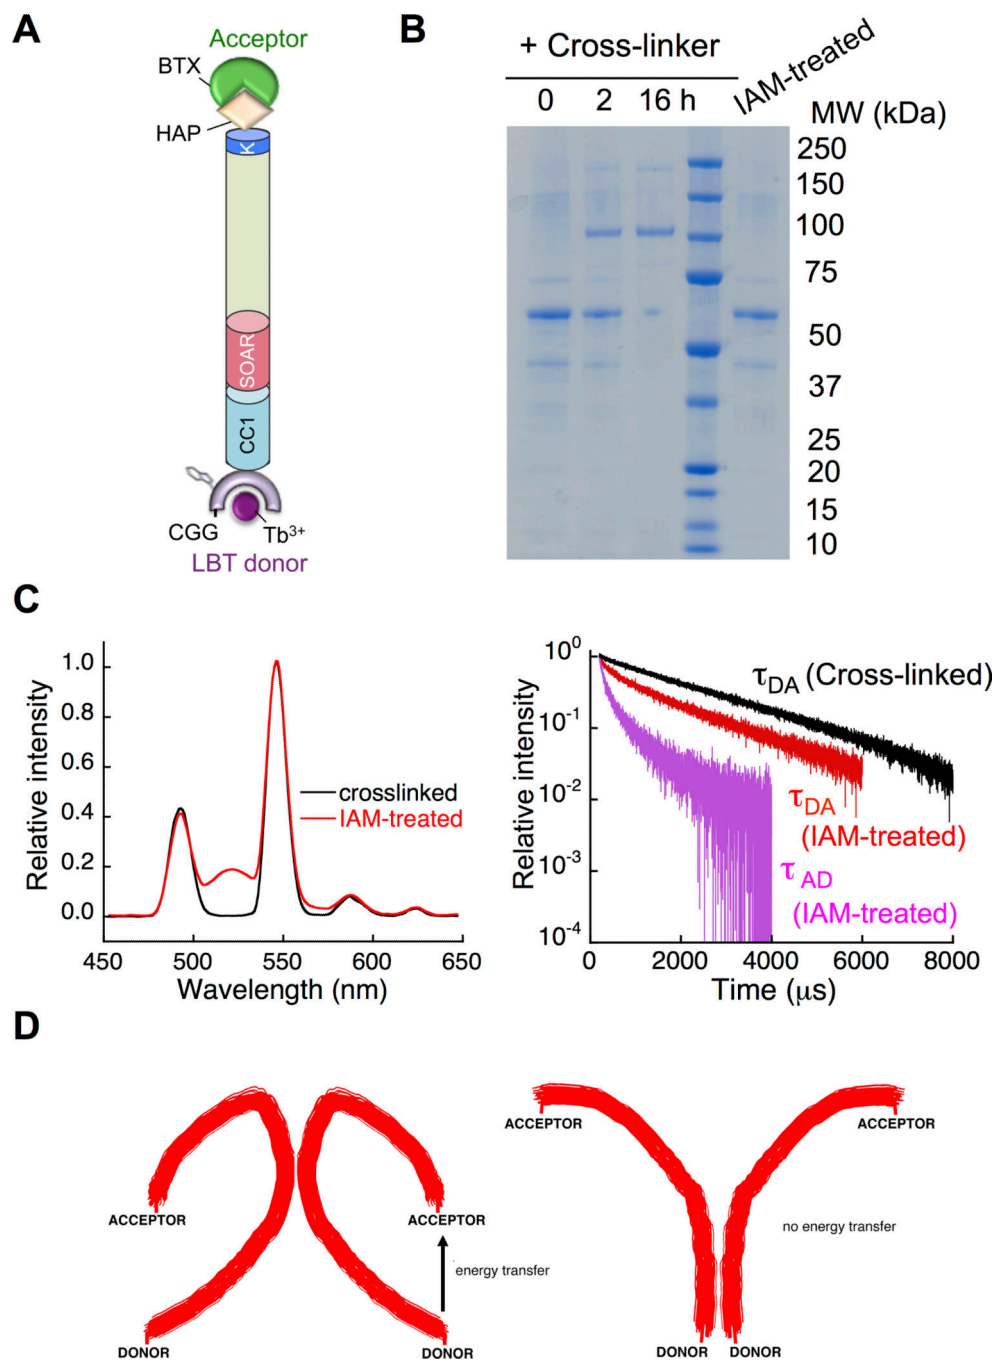 A
Acceptor
BTX
HAP
K
SOAR
CC1
CGG
Tb³⁺
LBT donor
B
+ Cross-linker
0 2 16 h
IAM-treated
MW (kDa)
250
150
100
75
50
37
25
20
15
10
C
Relative intensity
1.0
0.8
0.6
0.4
0.2
0.0
crosslinked
IAM-treated
450 500 550 600 650
Wavelength (nm)
Relative intensity
10⁰
10⁻¹
10⁻²
10⁻³
10⁻⁴
τDA (Cross-linked)
τDA
(IAM-treated)
τAD
(IAM-treated)
0 2000 4000 6000 8000
Time (µs)
D
ACCEPTOR ACCEPTOR
energy transfer
DONOR DONOR
ACCEPTOR ACCEPTOR
no energy transfer
DONOR DONOR